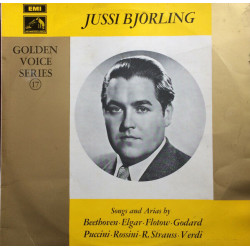 EMI
JUSSI BJÖRLING
GOLDEN
VOICE
SERIES
17
Songs and Arias by
Beethoven-Elgar-Flotow-Godard
Puccini-Rossini-R.Strauss-Verdi